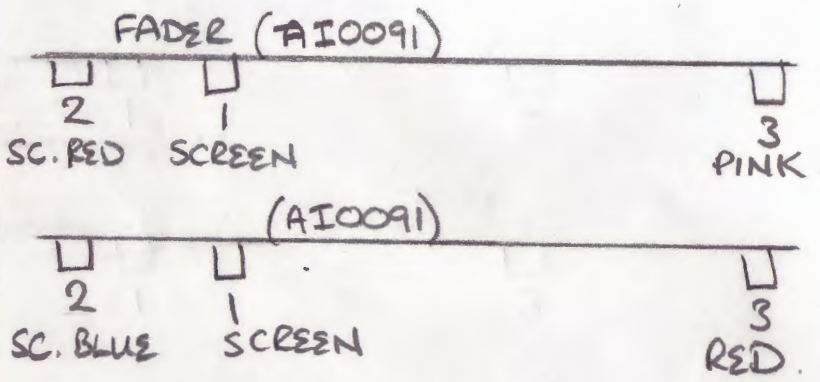 FADER (AI0091)
2 1 3
SC. RED SCREEN PINK
(AI0091)
2 1 3
SC. BLUE SCREEN RED.